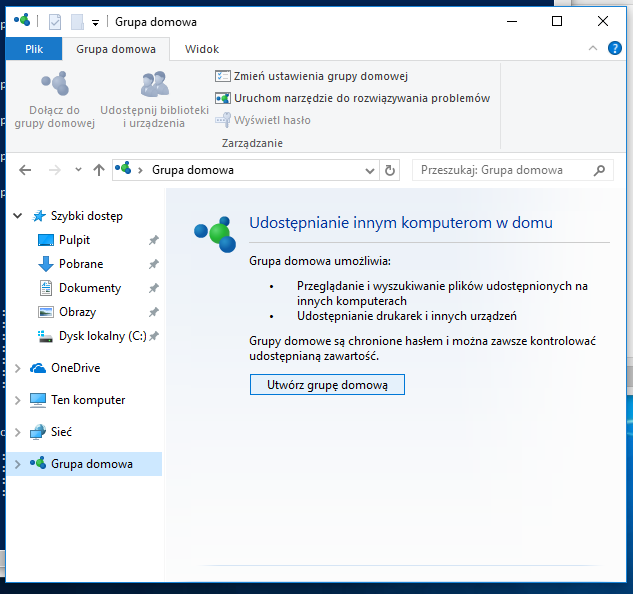 Grupa domowa
Plik
Grupa domowa
Widok
Dołącz do
grupy domowej
Udostępnij biblioteki
i urządzenia
Zmień ustawienia grupy domowej
Uruchom narzędzie do rozwiązywania problemów
Wyświetl hasło
Zarządzanie
Grupa domowa
Przeszukaj: Grupa domowa
Szybki dostęp
Pulpit
Pobrane
Dokumenty
Obrazy
Dysk lokalny (C:)
OneDrive
Ten komputer
Sieć
Grupa domowa
Udostępnianie innym komputerom w domu
Grupa domowa umożliwia:
• Przeglądanie i wyszukiwanie plików udostępnionych na
innych komputerach
• Udostępnianie drukarek i innych urządzeń
Grupy domowe są chronione hasłem i można zawsze kontrolować
udostępnianą zawartość.
Utwórz grupę domową